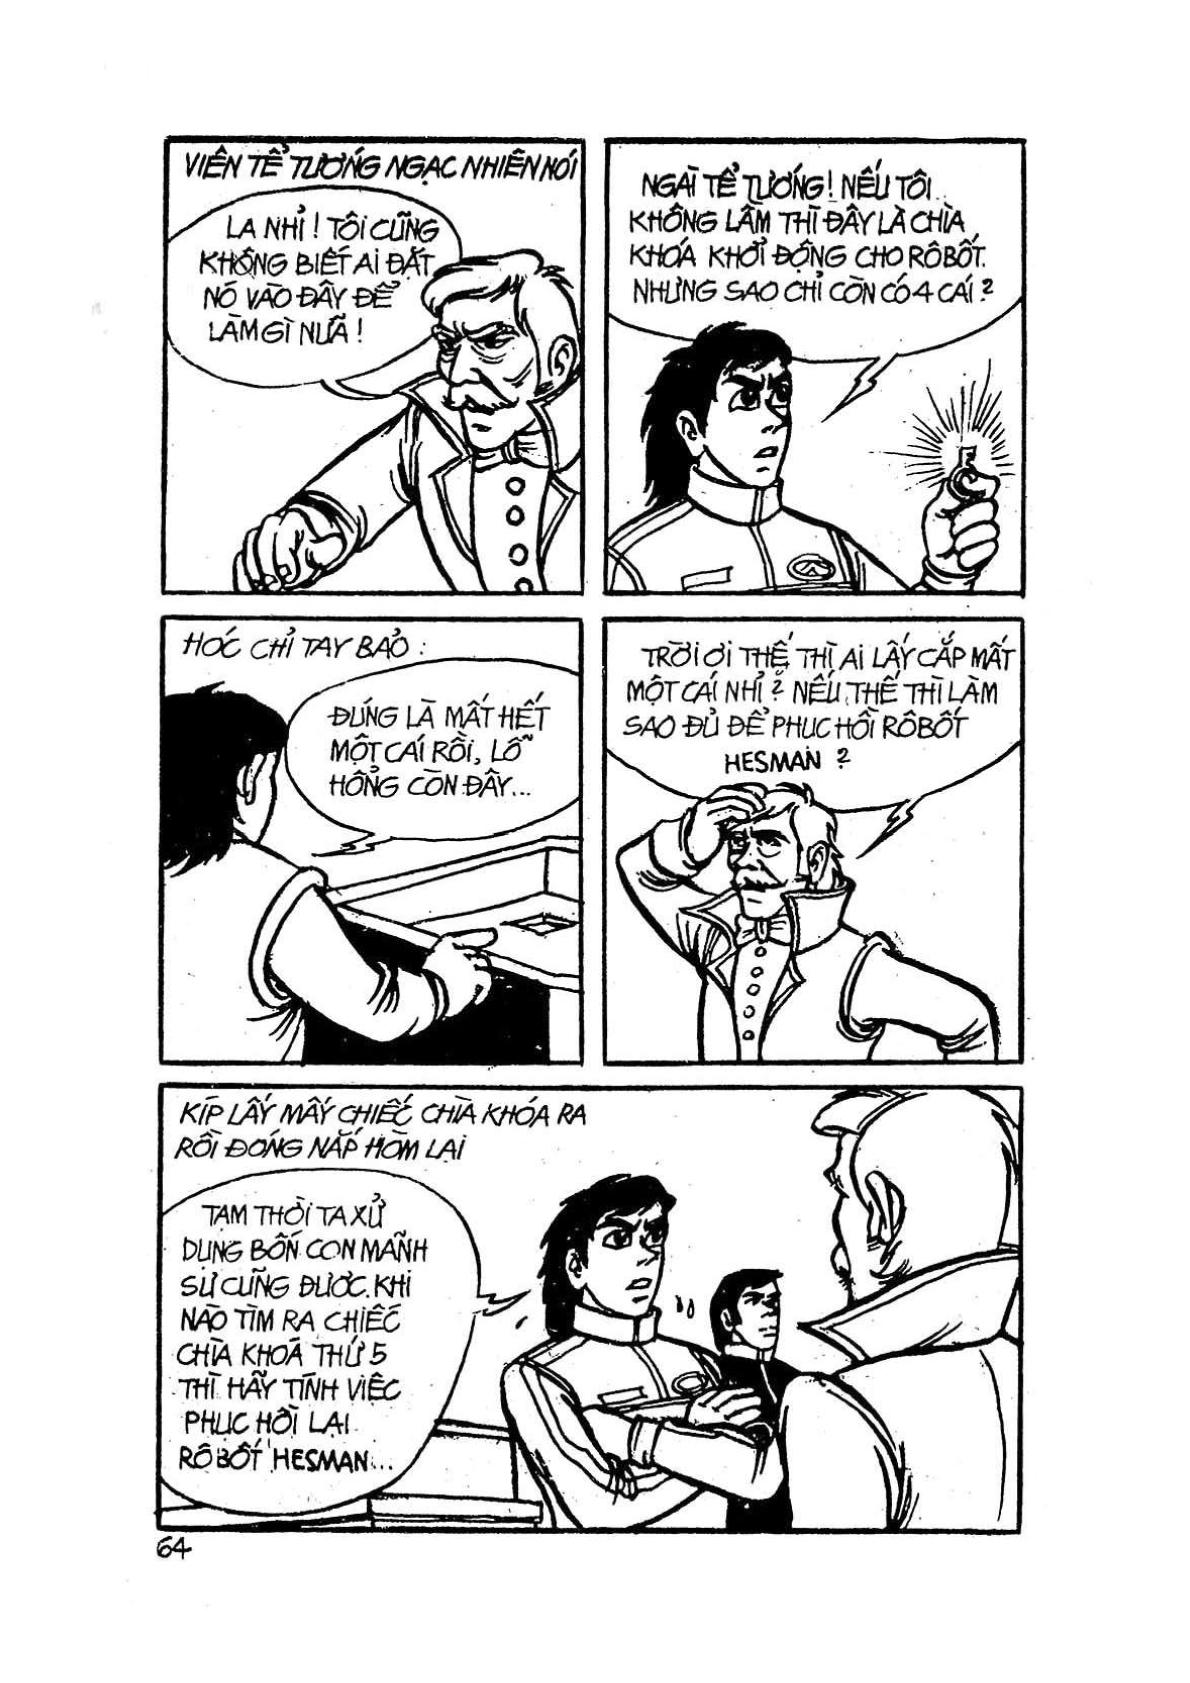 VIÊN TỂ TƯỚNG NGẠC NHIÊN NÓI
LA NHỈ! TÔI CŨNG
KHÔNG BIẾT AI ĐẶT
NÓ VÀO ĐÂY ĐỂ
LÀM GÌ NỮÃ!
NGÀI TỂ TƯỚNG! NẾU TÔI
KHÔNG LẦM THÌ ĐÂY LÀ CHÌA
KHOÁ KHỞI ĐỘNG CHO RÔBỐT.
NHƯNG SAO CHỈ CÒN CÓ 4 CÁI?
HOÓC CHỈ TAY BẢO:
ĐÚNG LÀ MẤT HẾT
MỘT CÁI RỒI, LỖ
HỔNG CÒN ĐÂY...
TRỜI ƠI THẾ THÌ AI LẤY CẮP MẤT
MỘT CÁI NHỈ? NẾU THẾ THÌ LÀM
SAO ĐỦ ĐỂ PHỤC HỒI RÔBỐT
HESMAN?
KÍP LẤY MẤY CHIẾC CHÌA KHÓA RA
RỒI ĐÓNG NẮP HÒM LẠI
TẠM THỜI TA XỬ
DỤNG BỐN CON MÃNH
SƯ CŨNG ĐƯỢC. KHI
NÀO TÌM RA CHIẾC
CHÌA KHOÁ THỨ 5
THÌ HÃY TÍNH VIỆC
PHỤC HỒI LẠI
RÔBỐT HESMAN...
64